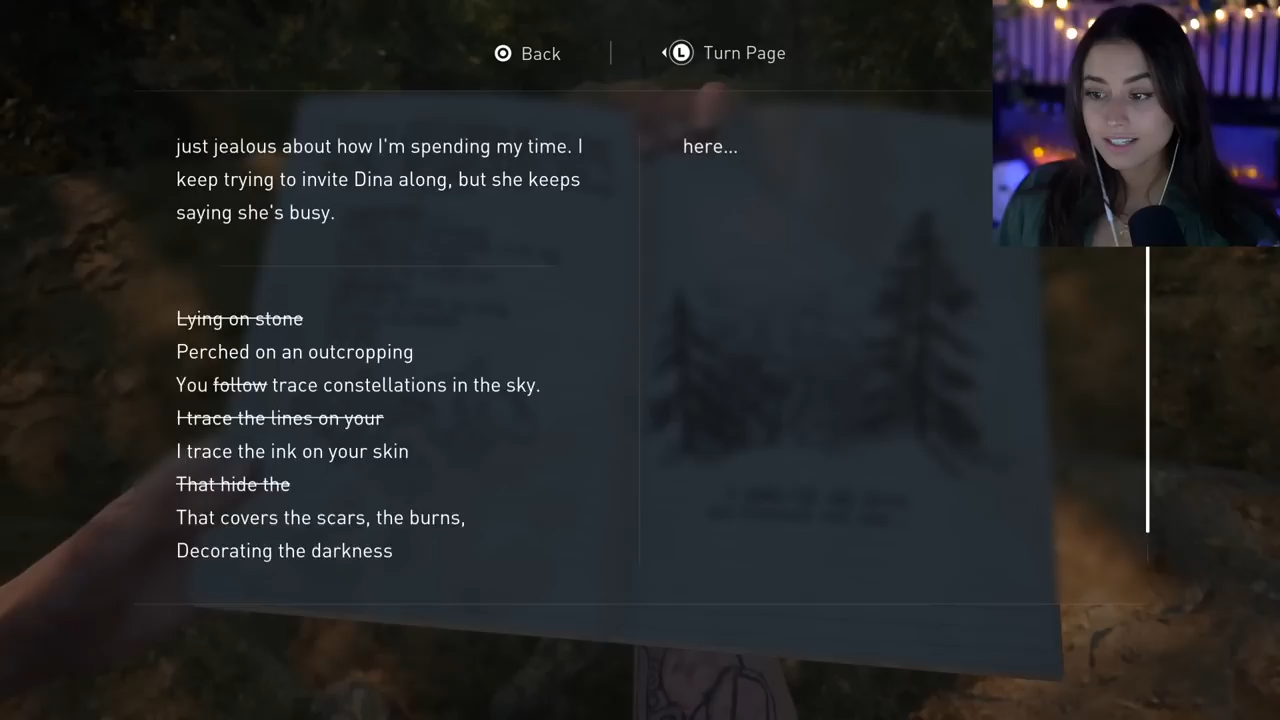 Back
L Turn Page
just jealous about how I'm spending my time. I
keep trying to invite Dina along, but she keeps
saying she's busy.
Lying on stone
Perched on an outcropping
You follow trace constellations in the sky.
I trace the lines on your
I trace the ink on your skin
That hide the
That covers the scars, the burns,
Decorating the darkness
here...